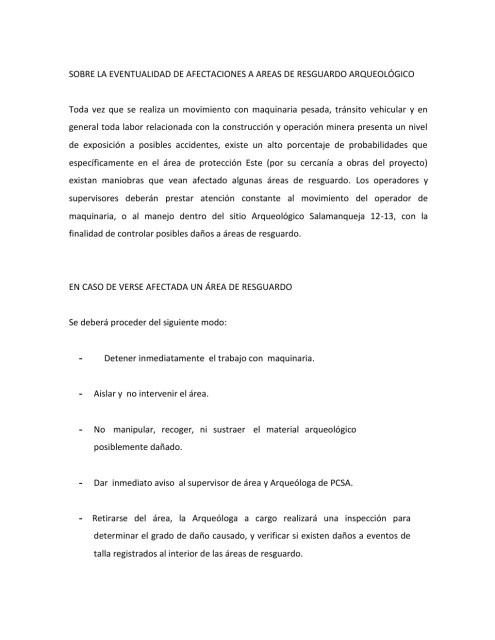 SOBRE LA EVENTUALIDAD DE AFECTACIONES A AREAS DE RESGUARDO ARQUEOLÓGICO
Toda vez que se realiza un movimiento con maquinaria pesada, tránsito vehicular y en
general toda labor relacionada con la construcción y operación minera presenta un nivel
de exposición a posibles accidentes, existe un alto porcentaje de probabilidades que
específicamente en el área de protección Este (por su cercanía a obras del proyecto)
existan maniobras que vean afectado algunas áreas de resguardo. Los operadores y
supervisores deberán prestar atención constante al movimiento del operador de
maquinaria, o al manejo dentro del sitio Arqueológico Salamanqueja 12-13, con la
finalidad de controlar posibles daños a áreas de resguardo.
EN CASO DE VERSE AFECTADA UN ÁREA DE RESGUARDO
Se deberá proceder del siguiente modo:
- Detener inmediatamente el trabajo con maquinaria.
- Aislar y no intervenir el área.
- No manipular, recoger, ni sustraer el material arqueológico
posiblemente dañado.
- Dar inmediato aviso al supervisor de área y Arqueóloga de PCSA.
- Retirarse del área, la Arqueóloga a cargo realizará una inspección para
determinar el grado de daño causado, y verificar si existen daños a eventos de
talla registrados al interior de las áreas de resguardo.